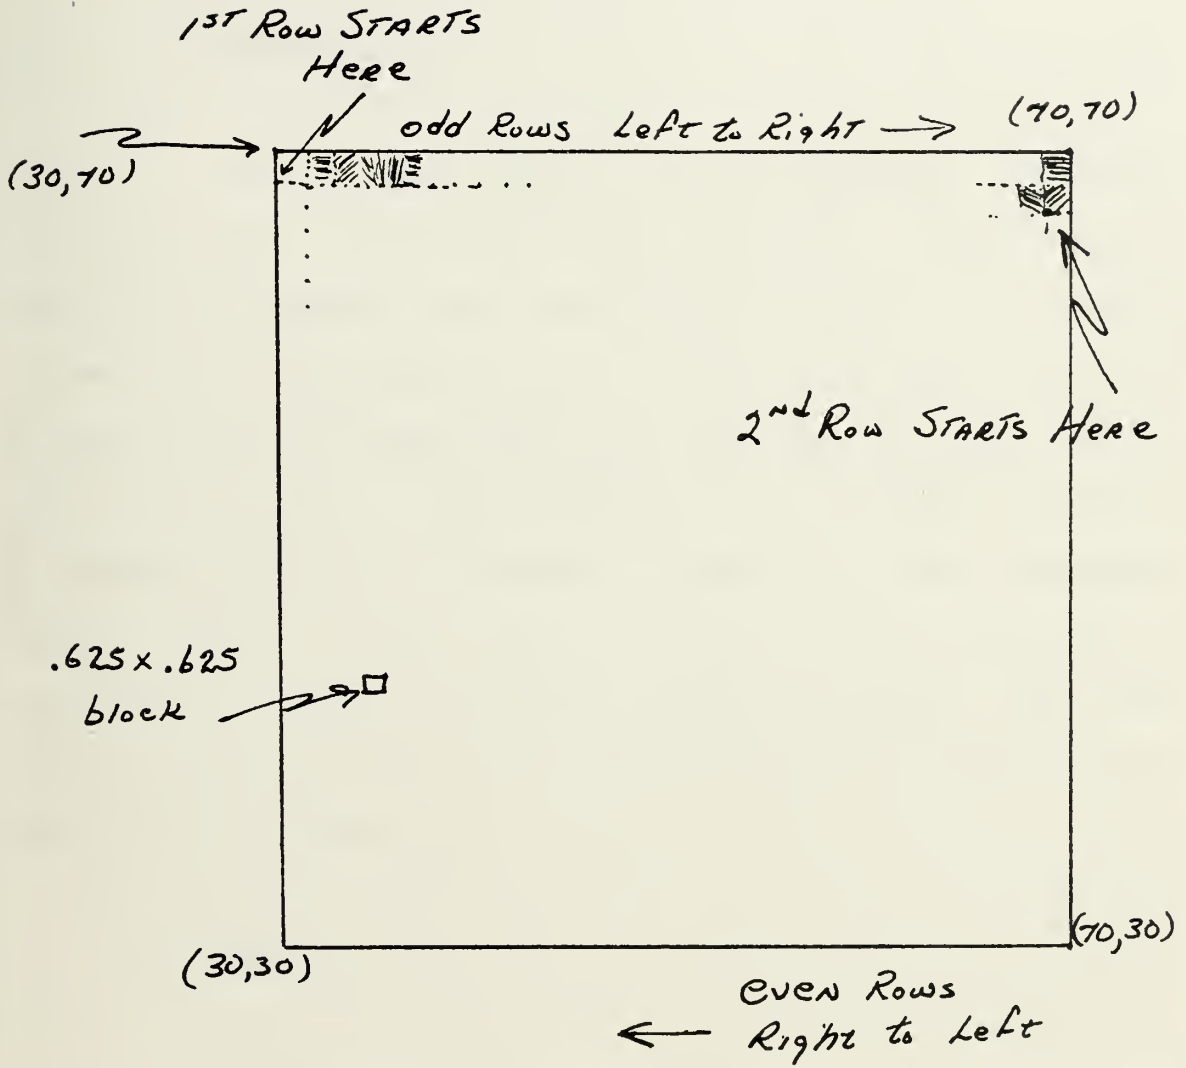 1ST Row STARTS
Here
odd Rows Left to Right
(70,70)
(30,70)
2Nd Row STARTS Here
.625 x .625
block
(30,30)
(70,30)
even Rows
Right to Left